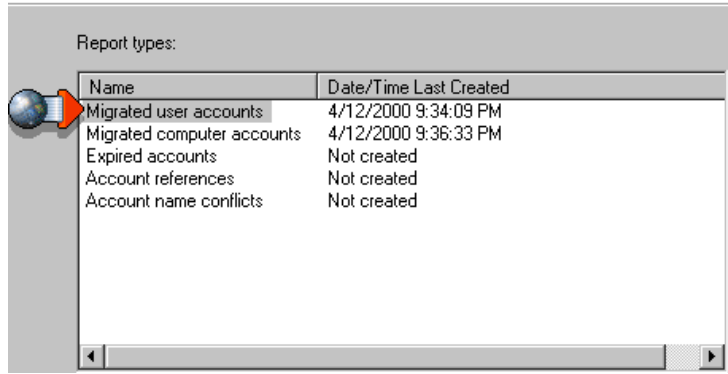 Report types:
Name Date/Time Last Created
Migrated user accounts 4/12/2000 9:34:09 PM
Migrated computer accounts 4/12/2000 9:36:33 PM
Expired accounts Not created
Account references Not created
Account name conflicts Not created